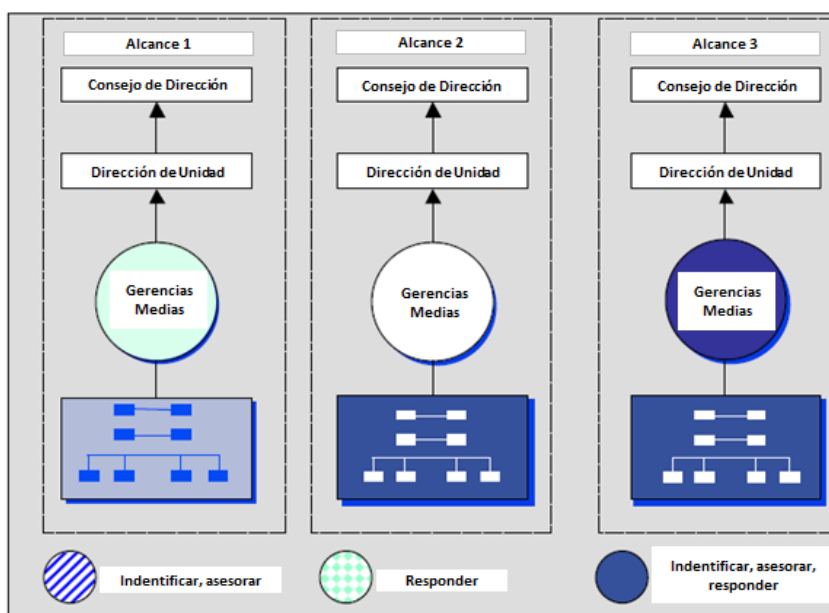 Alcance 1
Alcance 2
Alcance 3
Consejo de Dirección
Consejo de Dirección
Consejo de Dirección
Dirección de Unidad
Dirección de Unidad
Dirección de Unidad
Gerencias
Medias
Gerencias
Medias
Gerencias
Medias
Indentificar, asesorar
Responder
Indentificar, asesorar,
responder